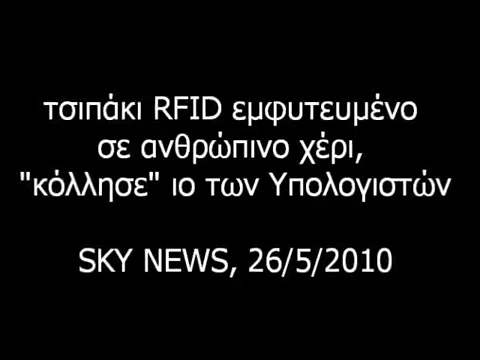 τσιπάκι RFID εμφυτευμένο
σε ανθρώπινο χέρι,
"κόλλησε" ιο των Υπολογιστών
SKY NEWS, 26/5/2010